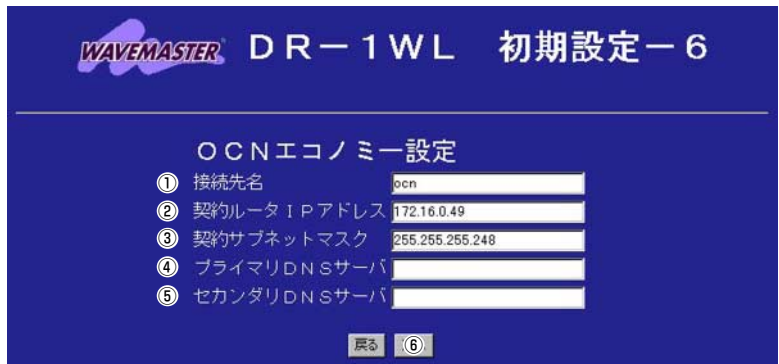 WAVEMASTER DR－1WL 初期設定－6
OCNエコノミー設定
① 接続先名 ocn
② 契約ルータIPアドレス 172.16.0.49
③ 契約サブネットマスク 255.255.255.248
④ プライマリDNSサーバ
⑤ セカンダリDNSサーバ
戻る ⑥